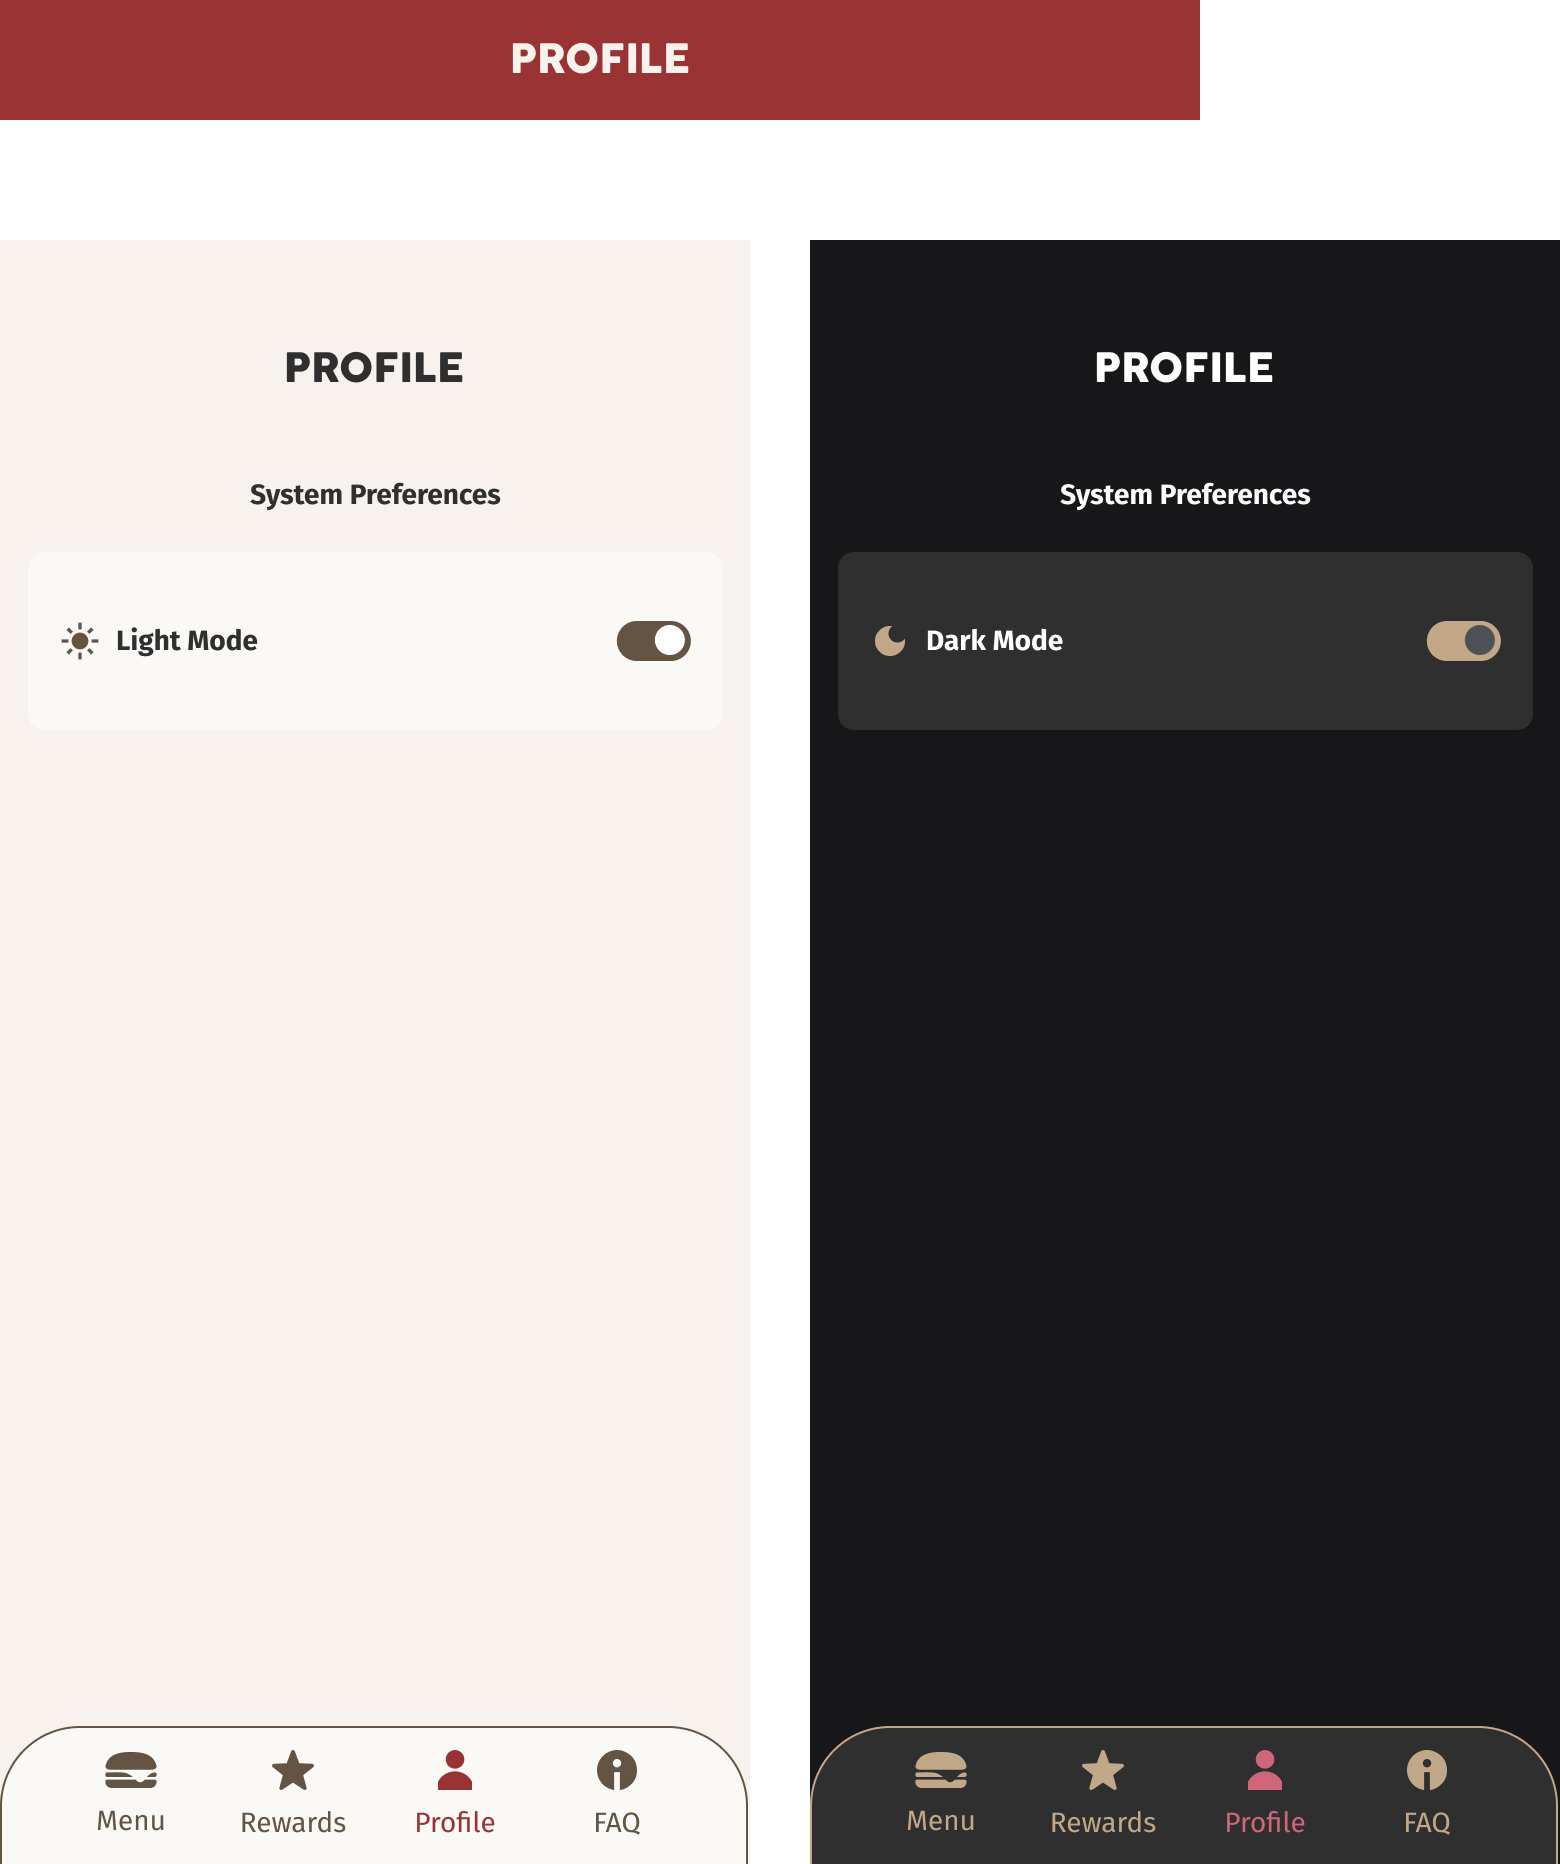 PROFILE
PROFILE
System Preferences
Light Mode
Menu
Rewards
Profile
FAQ
PROFILE
System Preferences
Dark Mode
Menu
Rewards
Profile
FAQ